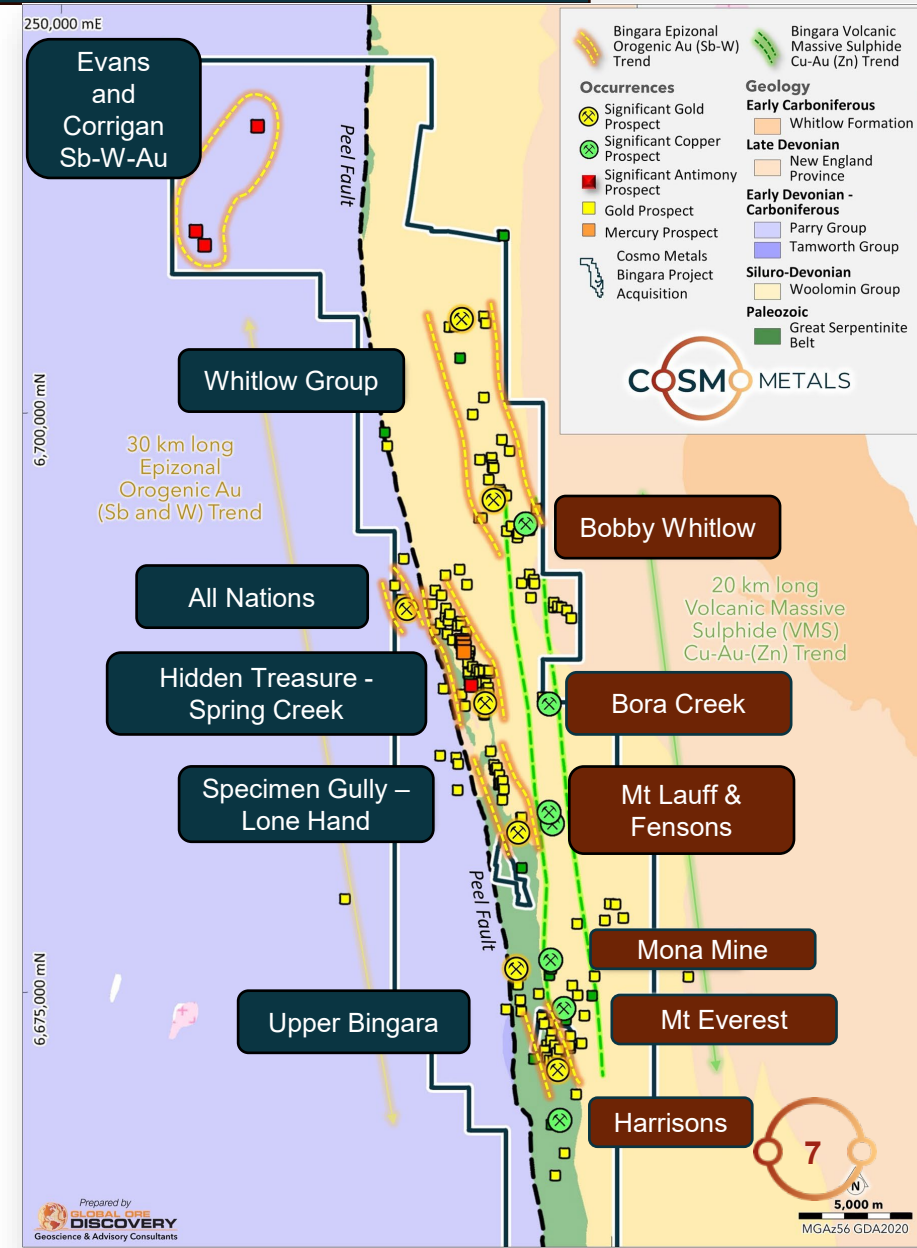 250,000 mE
Evans
and
Corrigan
Sb-W-Au
Peel Fault
Bingara Epizonal
Orogenic Au (Sb-W)
Trend
Bingara Volcanic
Massive Sulphide
Cu-Au (Zn) Trend
Occurrences
Significant Gold
Prospect
Significant Copper
Prospect
Significant Antimony
Prospect
Gold Prospect
Mercury Prospect
Cosmo Metals
Bingara Project
Acquisition
Geology
Early Carboniferous
Whitlow Formation
Late Devonian
New England
Province
Early Devonian -
Carboniferous
Parry Group
Tamworth Group
Siluro-Devonian
Woolomin Group
Paleozoic
Great Serpentinite
Belt
COSMO METALS
Whitlow Group
6,700,000 mN
30 km long
Epizonal
Orogenic Au
(Sb and W) Trend
Bobby Whitlow
All Nations
20 km long
Volcanic Massive
Sulphide (VMS)
Cu-Au-(Zn) Trend
Hidden Treasure -
Spring Creek
Bora Creek
Specimen Gully –
Lone Hand
Mt Lauff &
Fensons
Peel Fault
Mona Mine
6,675,000 mN
Upper Bingara
Mt Everest
Harrisons
7
N
5,000 m
MGAz56 GDA2020
Prepared by
GLOBAL ORE
DISCOVERY
Geoscience & Advisory Consultants